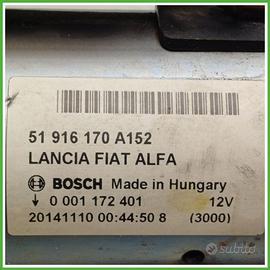 51 916 170 A152
LANCIA FIAT ALFA
BOSCH Made in Hungary
0 001 172 401 12V
20141110 00:44:50 8 (3000)
subito